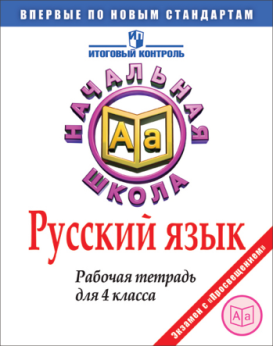 ВПЕРВЫЕ ПО НОВЫМ СТАНДАРТАМ
ИТОГОВЫЙ КОНТРОЛЬ
НАЧАЛЬНАЯ
Аа
ШКОЛА
Русский язык
Рабочая тетрадь
для 4 класса
Экзамен с «Просвещением»
Аа